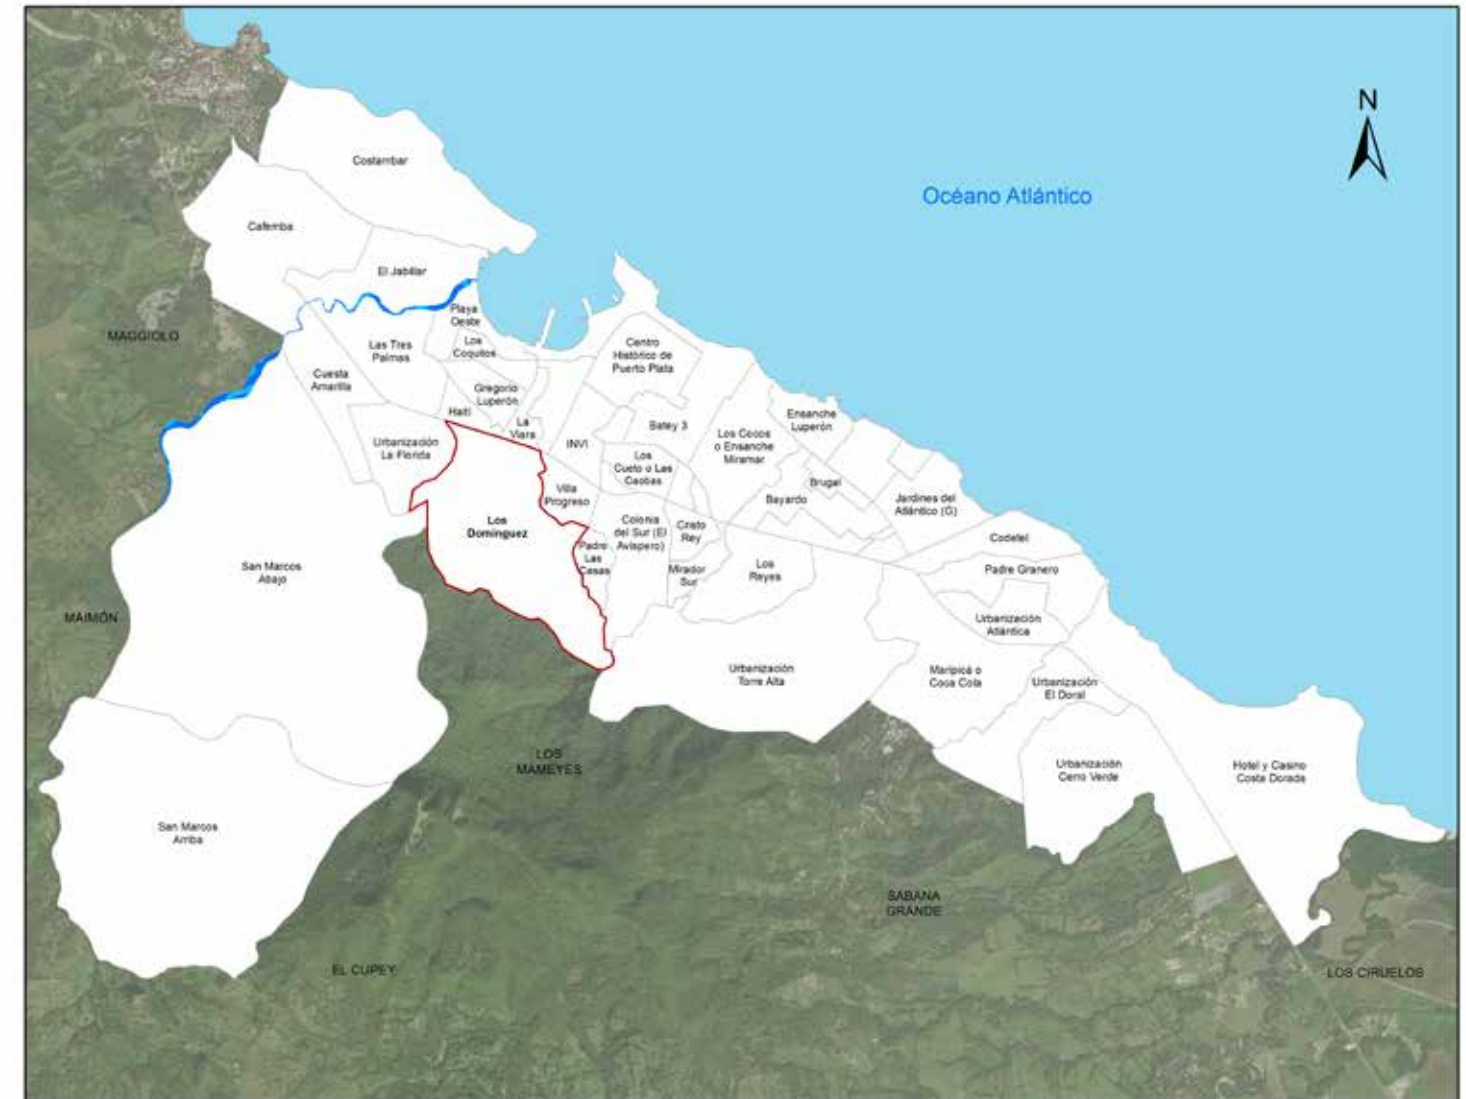 N
Costambar
Océano Atlántico
Cafemba
El Jabillar
Playa
Oeste
MAGGIOLO
Las Tres
Palmas
Los
Coquitos
Centro
Histórico de
Puerto Plata
Cuesta
Amarilla
Gregorio
Luperón
Haití
La
Viara
INVI
Batey 3
Ensanche
Luperón
Los Cocos
o Ensanche
Miramar
Urbanización
La Florida
Los
Cueto o Las
Caobas
Brugal
Bayardo
Villa
Progreso
Jardines del
Atlántico (G)
Los
Domínguez
Colonia
del Sur (El
Avispero)
Cristo
Rey
Codetel
Padre
Las
Casas
Mirador
Sur
Los
Reyes
Padre Granero
San Marcos
Abajo
MAIMÓN
Urbanización
Atlántica
Urbanización
Torre Alta
Maripicá o
Coca Cola
Urbanización
El Doral
LOS
MAMEYES
Urbanización
Cerro Verde
Hotel y Casino
Costa Dorada
San Marcos
Arriba
SABANA
GRANDE
EL CUPEY
LOS CIRUELOS